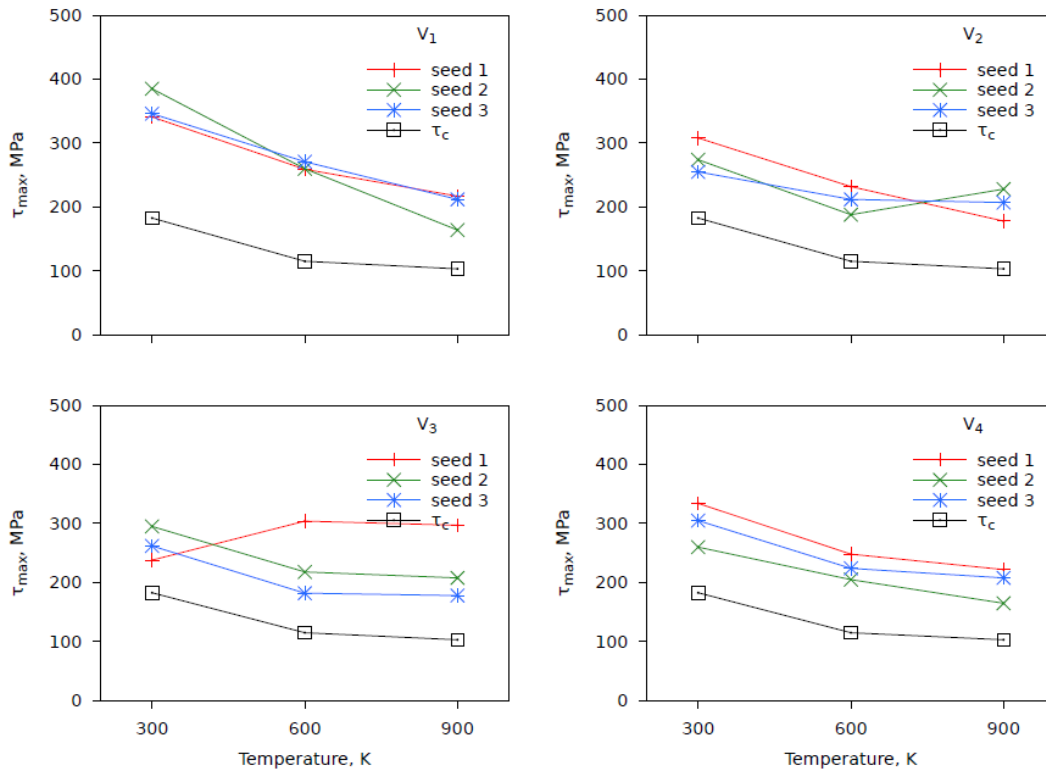 V₁
seed 1
seed 2
seed 3
τc
500
400
300
200
100
0
τmax, MPa
V₂
seed 1
seed 2
seed 3
τc
500
400
300
200
100
0
τmax, MPa
V₃
seed 1
seed 2
seed 3
τc
500
400
300
200
100
0
τmax, MPa
300 600 900
Temperature, K
V₄
seed 1
seed 2
seed 3
τc
500
400
300
200
100
0
τmax, MPa
300 600 900
Temperature, K